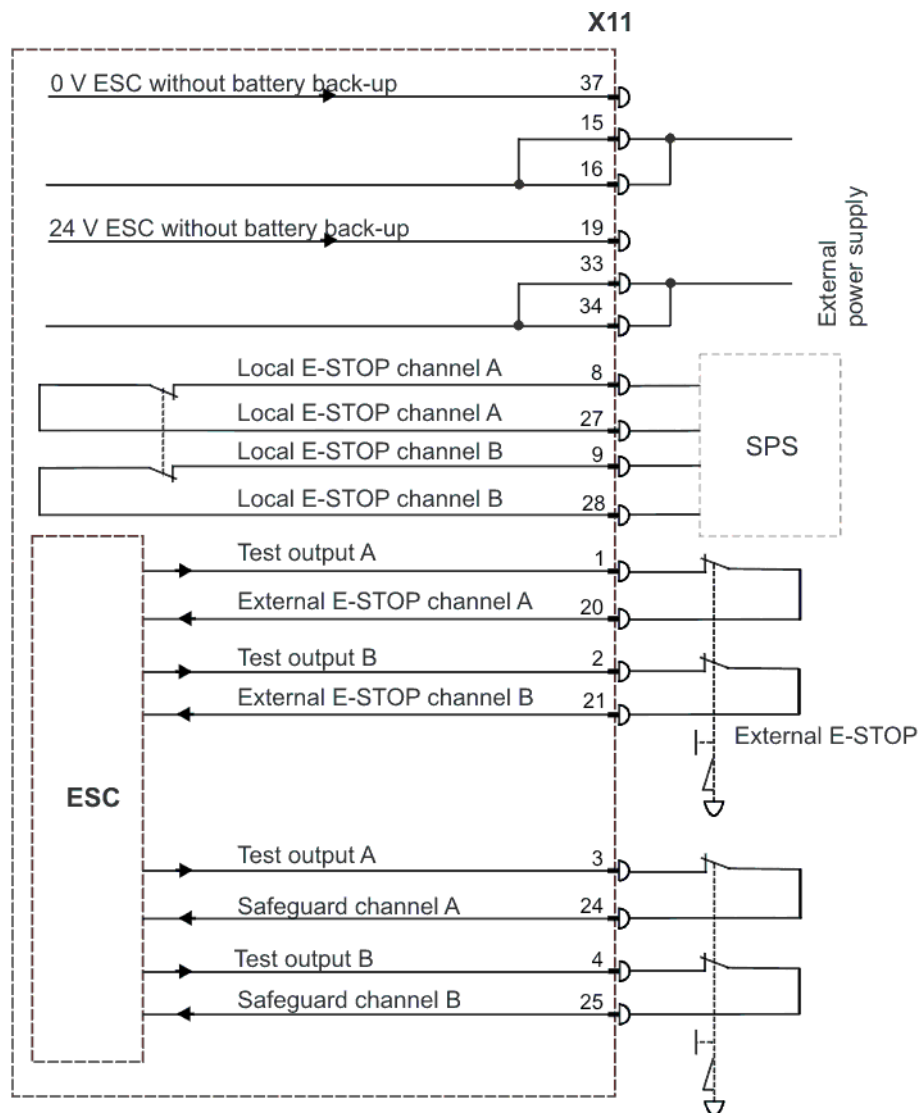 X11
0 V ESC without battery back-up 37
15
16
24 V ESC without battery back-up 19
33
34
External
power supply
Local E-STOP channel A 8
Local E-STOP channel A 27
Local E-STOP channel B 9
Local E-STOP channel B 28
SPS
Test output A 1
External E-STOP channel A 20
Test output B 2
External E-STOP channel B 21
External E-STOP
ESC
Test output A 3
Safeguard channel A 24
Test output B 4
Safeguard channel B 25